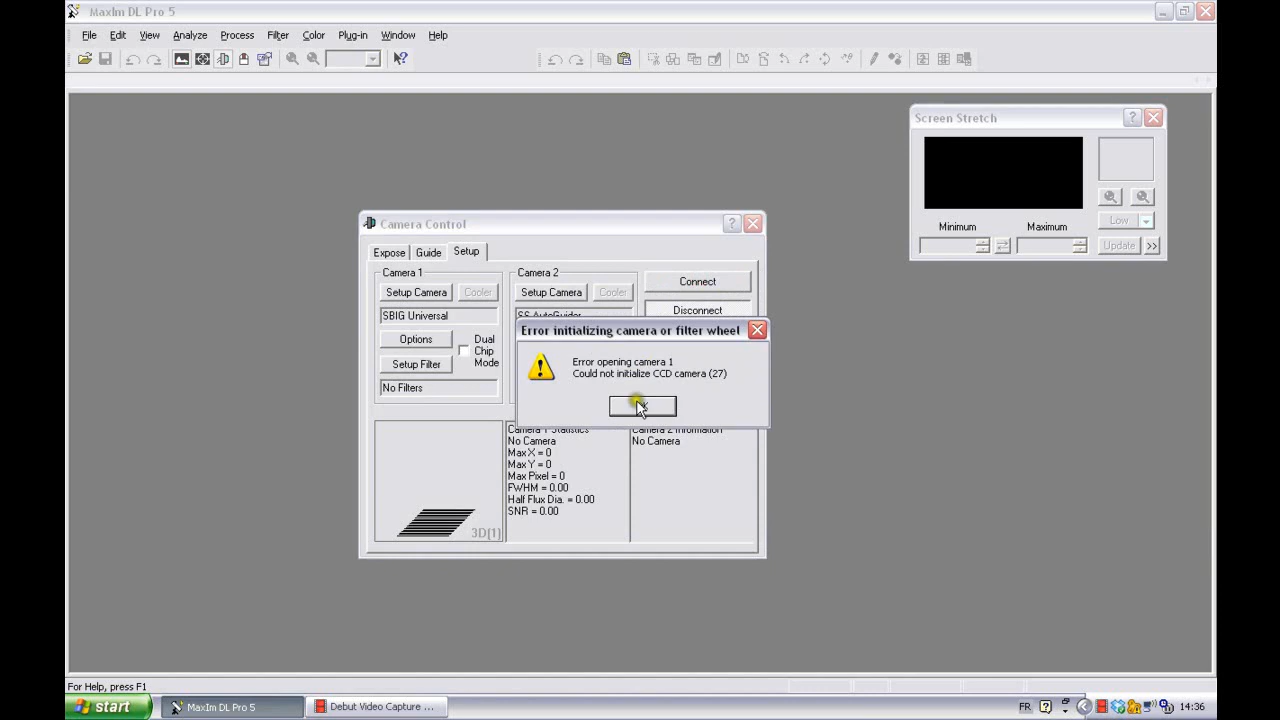 MaxIm DL Pro 5
File Edit View Analyze Process Filter Color Plug-in Window Help
Screen Stretch
Minimum Maximum
Low
Update >>
Camera Control
Expose Guide Setup
Camera 1 Camera 2
Setup Camera Cooler Setup Camera Cooler Connect
SBIG Universal SS AutoGuider Disconnect
Options Dual Chip Mode
Setup Filter
No Filters
Error initializing camera or filter wheel
Error opening camera 1
Could not initialize CCD camera (27)
Camera 1 Statistics Camera 2 Information
No Camera No Camera
Max X = 0
Max Y = 0
Max Pixel = 0
FWHM = 0.00
Half Flux Dia. = 0.00
SNR = 0.00
3D[1]
For Help, press F1
start MaxIm DL Pro 5 Debut Video Capture ... FR 14:36